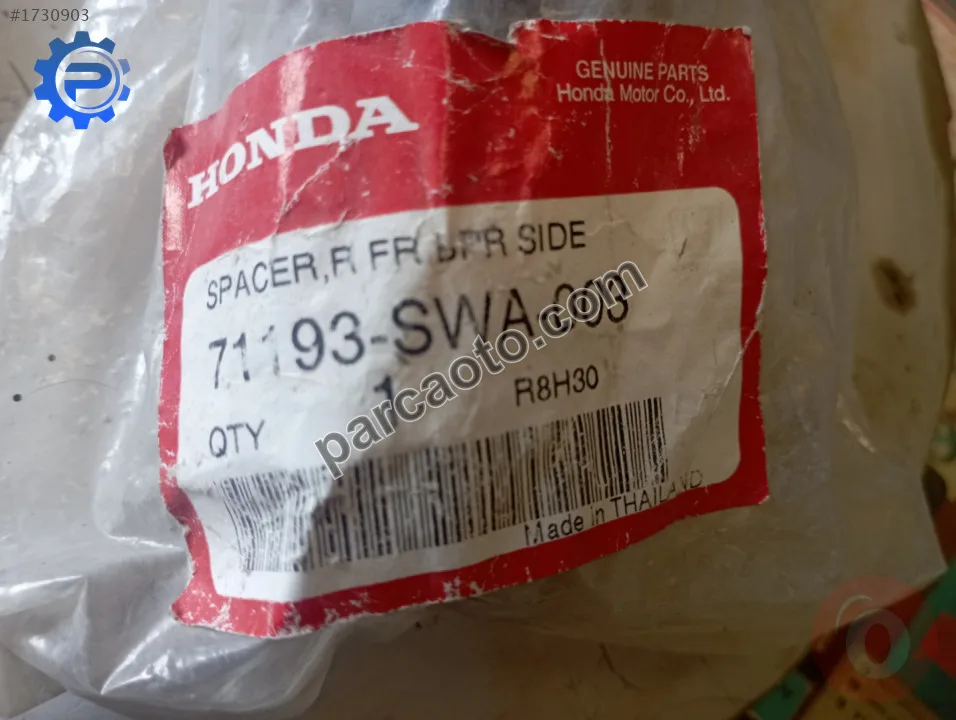 #1730903
P
HONDA
GENUINE PARTS
Honda Motor Co., Ltd.
SPACER,R FR BPR SIDE
71193-SWA-003
parcaoto.com
1
R8H30
QTY
Made in THAILAND